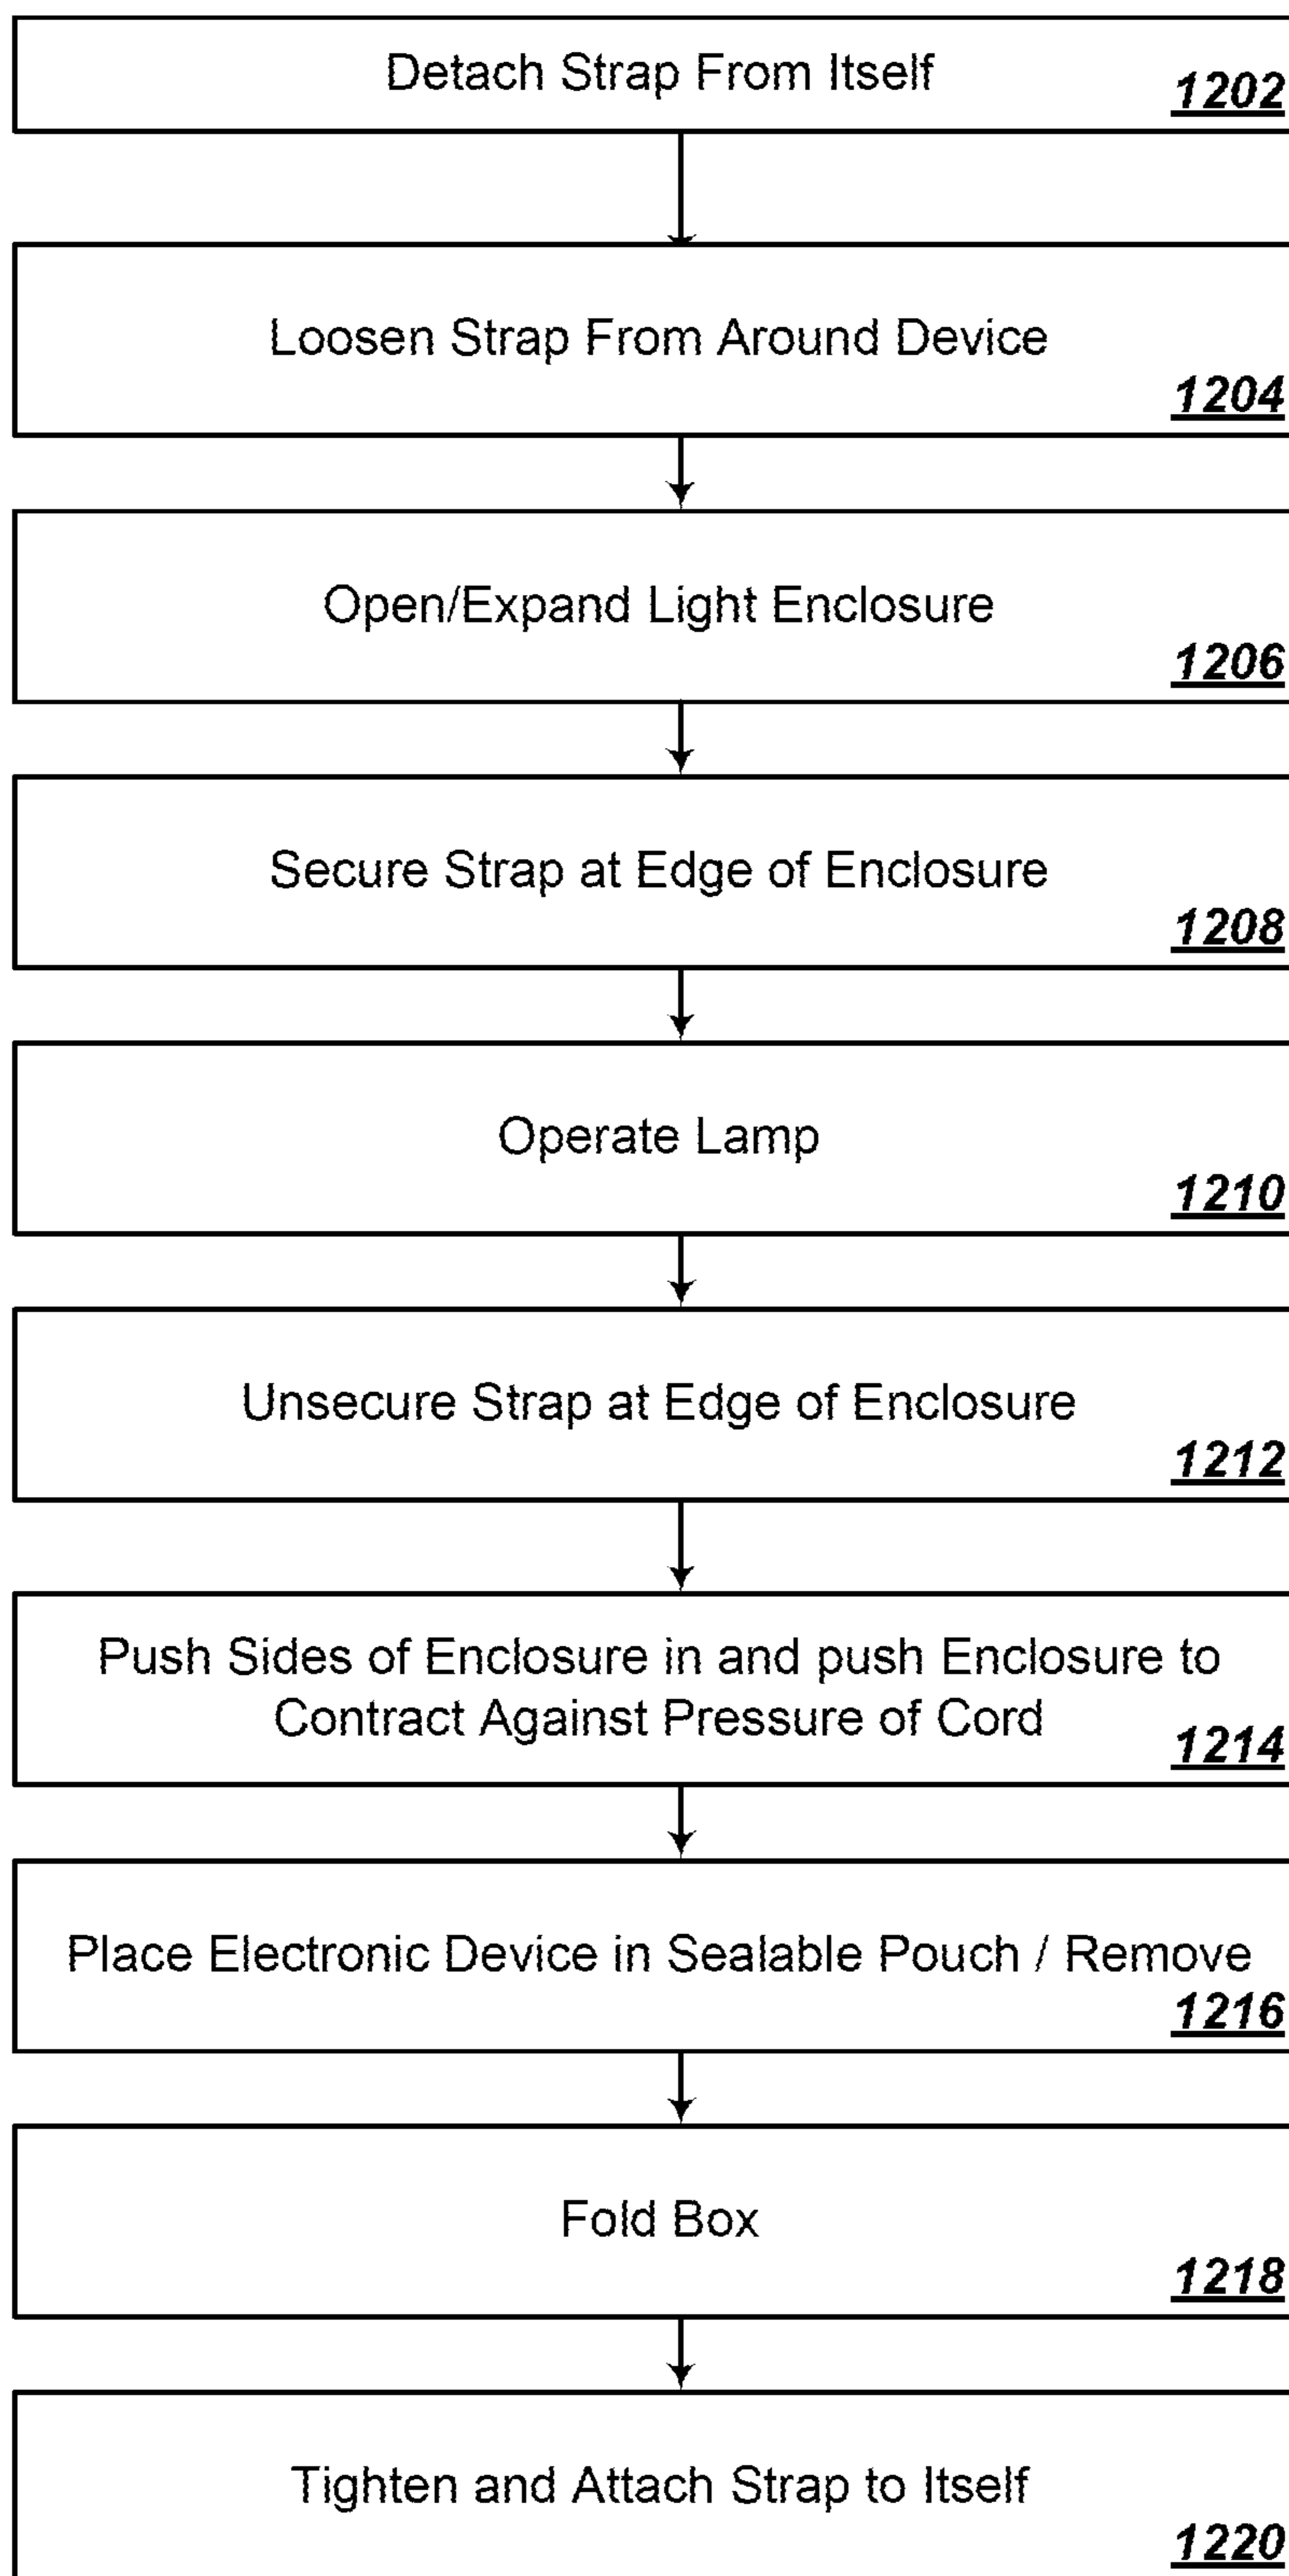 Detach Strap From Itself
1202
Loosen Strap From Around Device
1204
Open/Expand Light Enclosure
1206
Secure Strap at Edge of Enclosure
1208
Operate Lamp
1210
Unsecure Strap at Edge of Enclosure
1212
Push Sides of Enclosure in and push Enclosure to
Contract Against Pressure of Cord
1214
Place Electronic Device in Sealable Pouch / Remove
1216
Fold Box
1218
Tighten and Attach Strap to Itself
1220